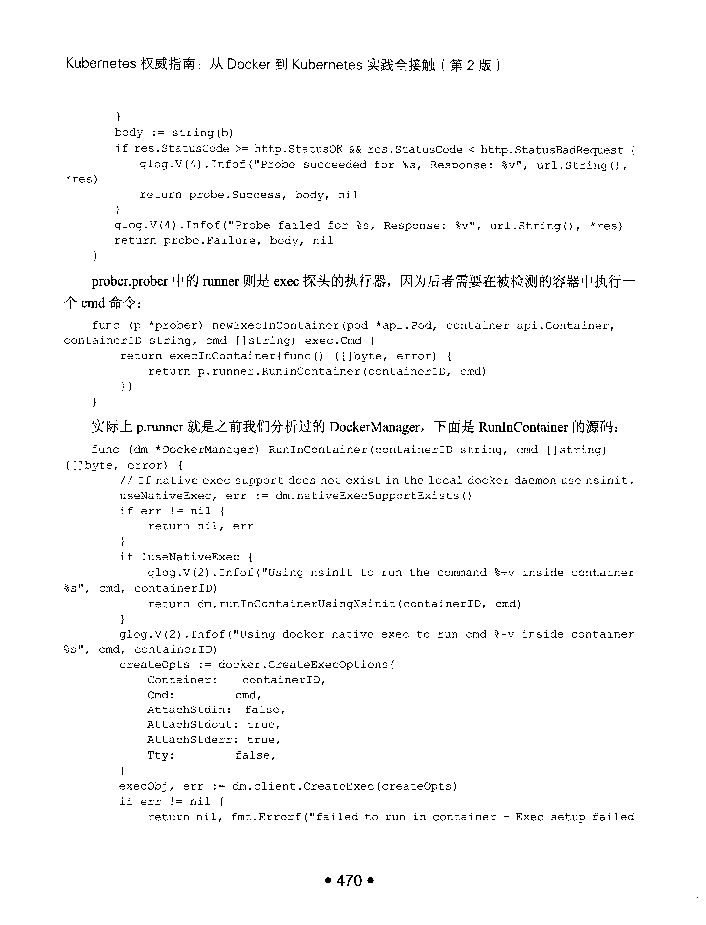 Kubernetes 权威指南：从 Docker 到 Kubernetes 实践全接触（第 2 版）
}
body := string(b)
if res.StatusCode >= http.StatusOK && res.StatusCode < http.StatusBadRequest {
glog.V(4).Infof("Probe succeeded for %s, Response: %v", url.String(),
*res)
return probe.Success, body, nil
}
glog.V(4).Infof("Probe failed for %s, Response: %v", url.String(), *res)
return probe.Failure, body, nil
}
prober.prober 中的 runner 则是 exec 探头的执行器，因为后者需要在被检测的容器中执行一
个 cmd 命令：
func (p *prober) newExecInContainer(pod *api.Pod, container api.Container,
containerID string, cmd []string) exec.Cmd {
return execInContainer{func() ([]byte, error) {
return p.runner.RunInContainer(containerID, cmd)
}}
}
实际上 p.runner 就是之前我们分析过的 DockerManager，下面是 RunInContainer 的源码：
func (dm *DockerManager) RunInContainer(containerID string, cmd []string)
([]byte, error) {
// If native exec support does not exist in the local docker daemon use nsinit.
useNativeExec, err := dm.nativeExecSupportExists()
if err != nil {
return nil, err
}
if !useNativeExec {
glog.V(2).Infof("Using nsinit to run the command %+v inside container
%s", cmd, containerID)
return dm.runInContainerUsingNsinit(containerID, cmd)
}
glog.V(2).Infof("Using docker native exec to run cmd %+v inside container
%s", cmd, containerID)
createOpts := docker.CreateExecOptions{
Container: containerID,
Cmd: cmd,
AttachStdin: false,
AttachStdout: true,
AttachStderr: true,
Tty: false,
}
execObj, err := dm.client.CreateExec(createOpts)
if err != nil {
return nil, fmt.Errorf("failed to run in container - Exec setup failed
• 470 •